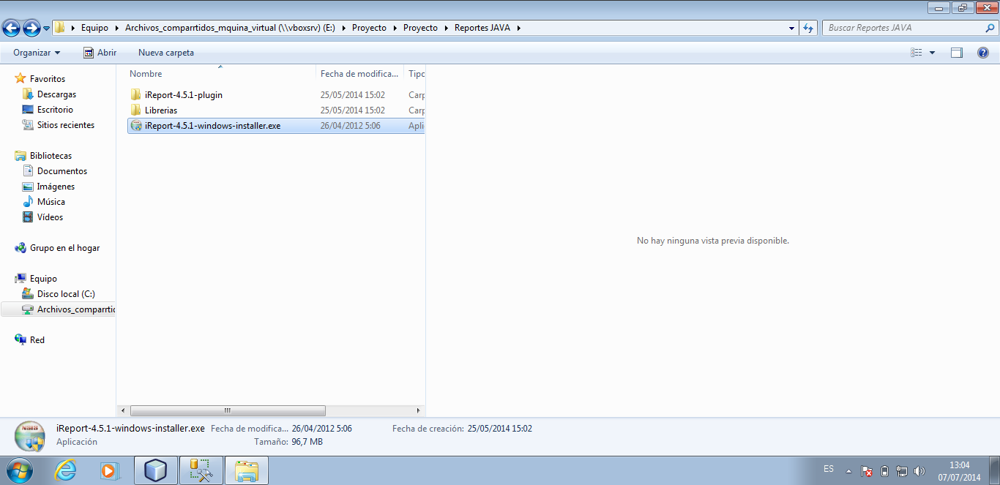 Equipo Archivos_comparrtidos_mquina_virtual (\\vboxsrv) (E:) Proyecto Proyecto Reportes JAVA
Buscar Reportes JAVA
Organizar Abrir Nueva carpeta
Nombre Fecha de modifica... Tipo
iReport-4.5.1-plugin 25/05/2014 15:02 Carp
Librerias 25/05/2014 15:02 Carp
iReport-4.5.1-windows-installer.exe 26/04/2012 5:06 Apli
Favoritos
Descargas
Escritorio
Sitios recientes
Bibliotecas
Documentos
Imágenes
Música
Vídeos
Grupo en el hogar
Equipo
Disco local (C:)
Archivos_comparrtid
Red
No hay ninguna vista previa disponible.
iReport-4.5.1-windows-installer.exe Fecha de modifica... 26/04/2012 5:06 Fecha de creación: 25/05/2014 15:02
Aplicación Tamaño: 96,7 MB
ES
13:04
07/07/2014